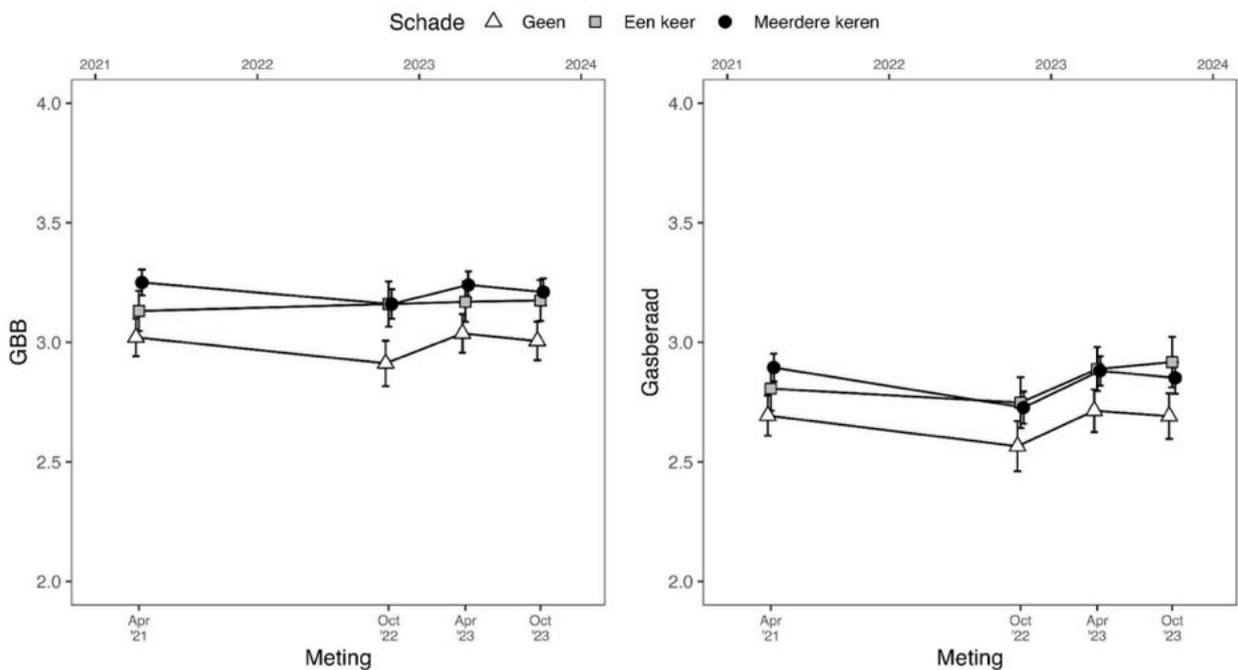 Schade Geen Een keer Meerdere keren
2021 2022 2023 2024
4.0
3.5
3.0
2.5
2.0
GBB
Apr '21
Oct '22
Apr '23
Oct '23
Meting
2021 2022 2023 2024
4.0
3.5
3.0
2.5
2.0
Gasberaad
Apr '21
Oct '22
Apr '23
Oct '23
Meting